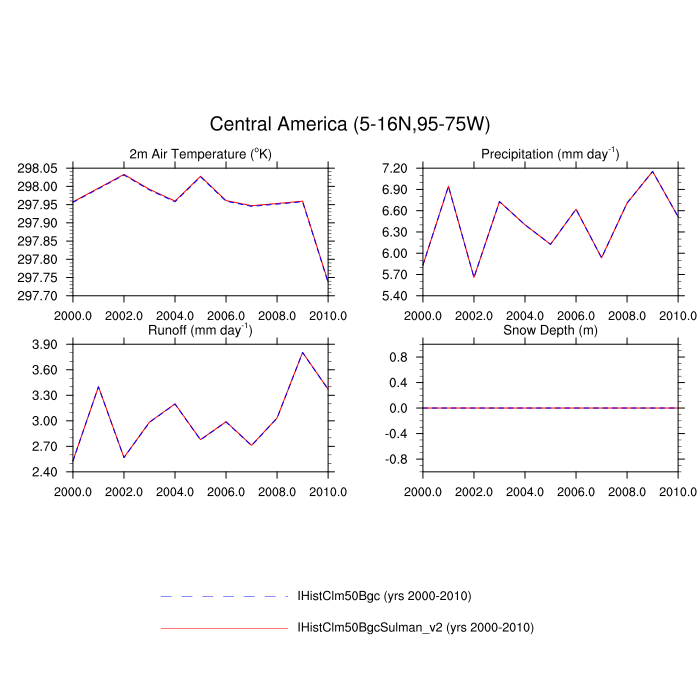 Central America (5-16N,95-75W)
2m Air Temperature (°K)
298.05
298.00
297.95
297.90
297.85
297.80
297.75
297.70
2000.0 2002.0 2004.0 2006.0 2008.0 2010.0
Precipitation (mm day⁻¹)
7.20
6.90
6.60
6.30
6.00
5.70
5.40
2000.0 2002.0 2004.0 2006.0 2008.0 2010.0
Runoff (mm day⁻¹)
3.90
3.60
3.30
3.00
2.70
2.40
2000.0 2002.0 2004.0 2006.0 2008.0 2010.0
Snow Depth (m)
0.8
0.4
0.0
-0.4
-0.8
2000.0 2002.0 2004.0 2006.0 2008.0 2010.0
IHistClm50Bgc (yrs 2000-2010)
IHistClm50BgcSulman_v2 (yrs 2000-2010)